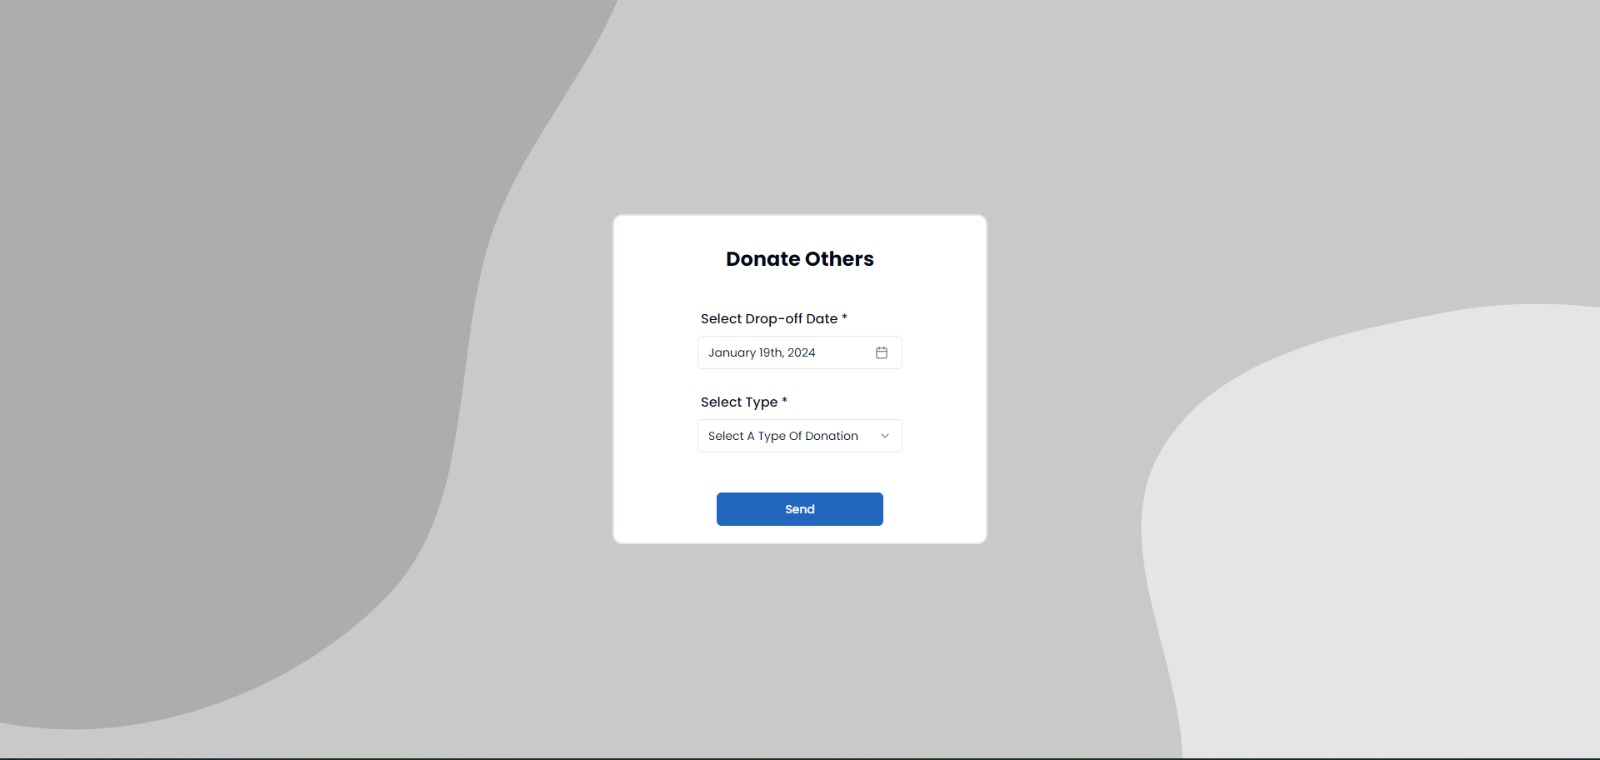 Donate Others
Select Drop-off Date *
January 19th, 2024
Select Type *
Select A Type Of Donation
Send